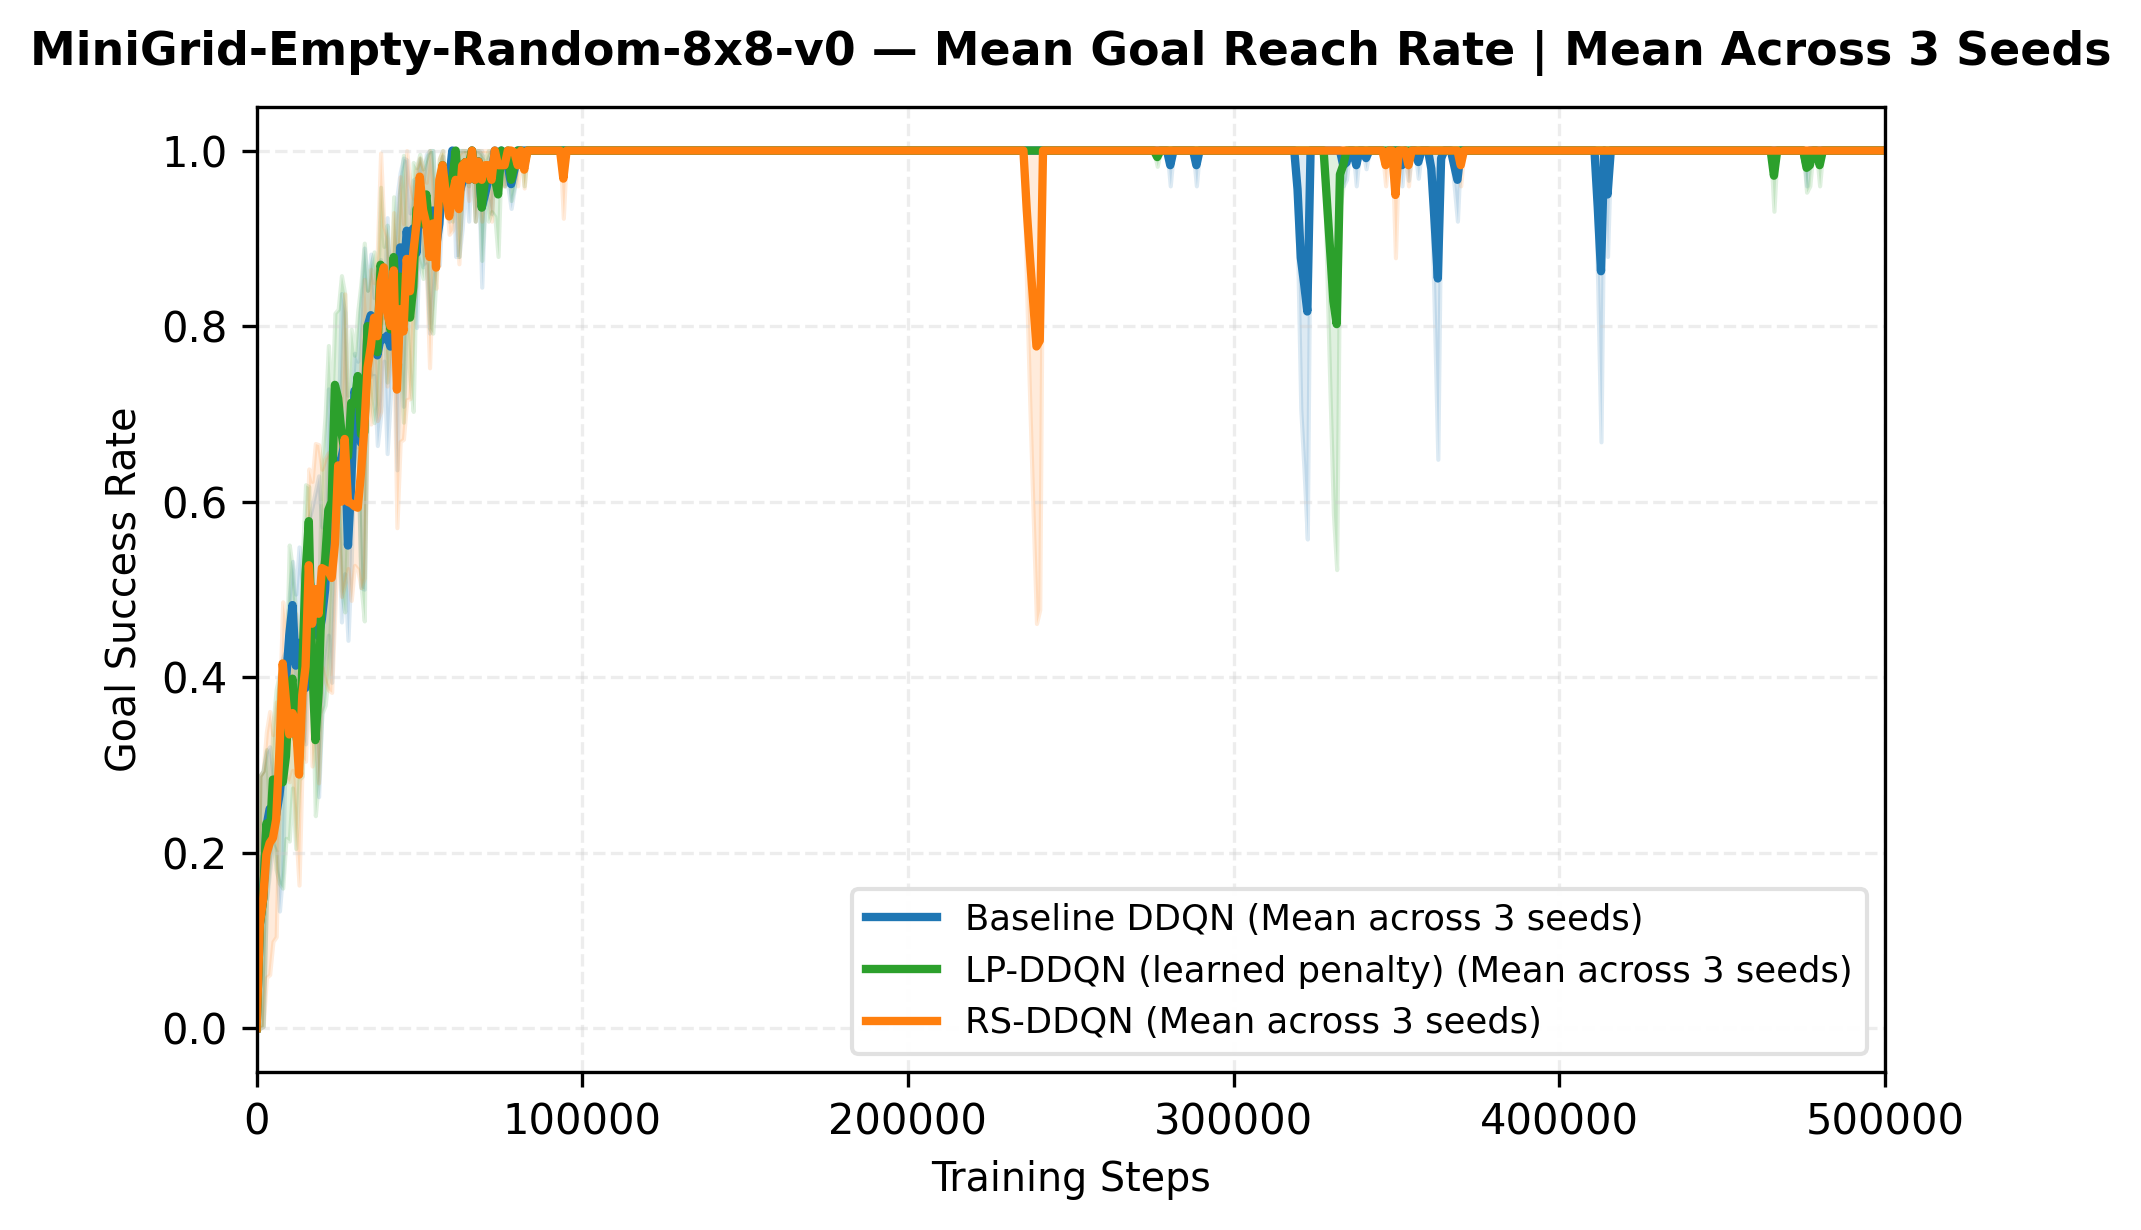 MiniGrid-Empty-Random-8x8-v0 — Mean Goal Reach Rate | Mean Across 3 Seeds
1.0
0.8
0.6
0.4
0.2
0.0
Goal Success Rate
Baseline DDQN (Mean across 3 seeds)
LP-DDQN (learned penalty) (Mean across 3 seeds)
RS-DDQN (Mean across 3 seeds)
0 100000 200000 300000 400000 500000
Training Steps